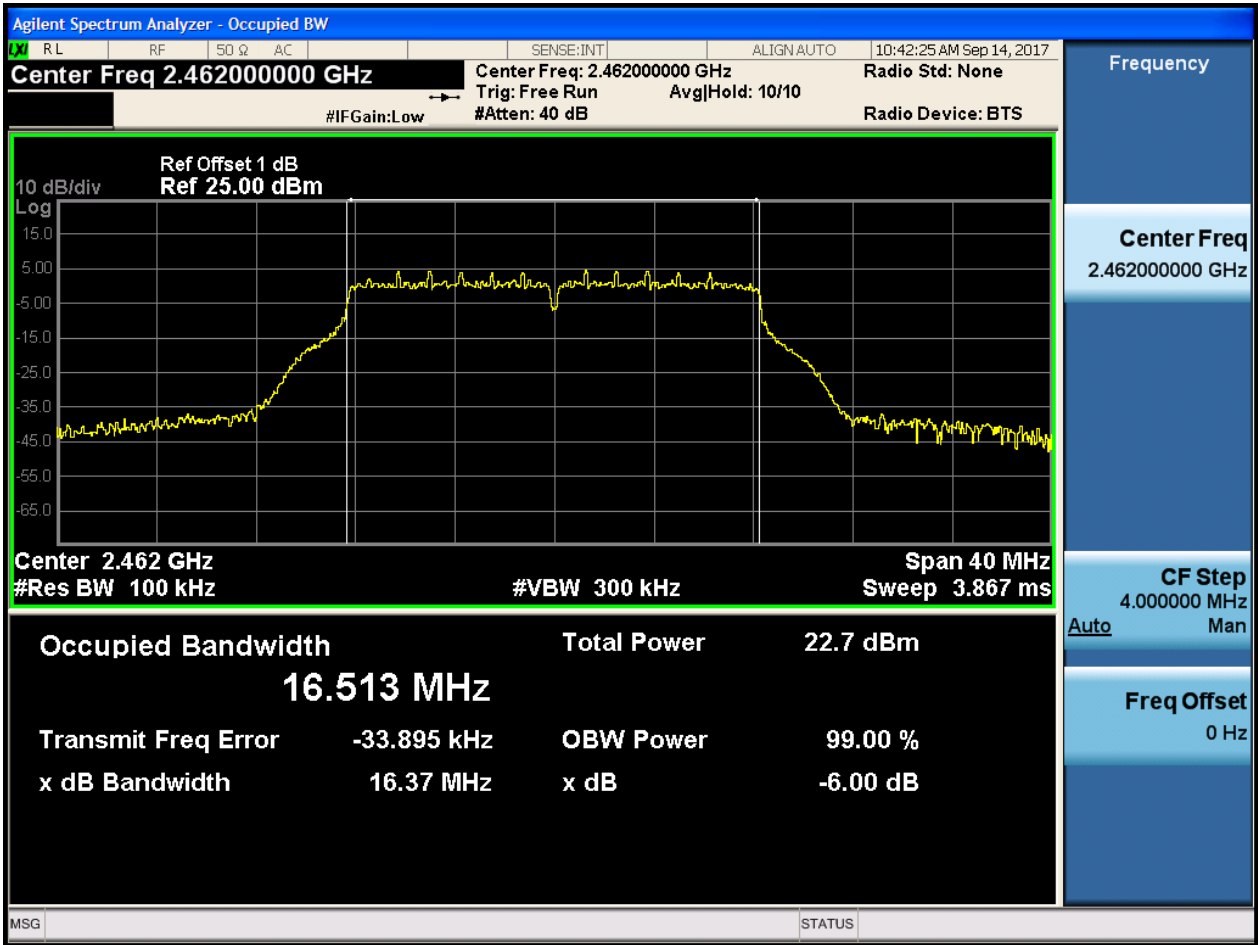 Agilent Spectrum Analyzer - Occupied BW
LXI RL RF 50 Ω AC SENSE:INT ALIGN AUTO 10:42:25 AM Sep 14, 2017
Center Freq 2.462000000 GHz
Center Freq: 2.462000000 GHz Radio Std: None
Trig: Free Run Avg|Hold: 10/10
#IFGain:Low #Atten: 40 dB Radio Device: BTS
Ref Offset 1 dB
10 dB/div Ref 25.00 dBm
Log
15.0
5.00
-5.00
-15.0
-25.0
-35.0
-45.0
-55.0
-65.0
Center 2.462 GHz Span 40 MHz
#Res BW 100 kHz #VBW 300 kHz Sweep 3.867 ms
Occupied Bandwidth Total Power 22.7 dBm
16.513 MHz
Transmit Freq Error -33.895 kHz OBW Power 99.00 %
x dB Bandwidth 16.37 MHz x dB -6.00 dB
MSG STATUS
Frequency
Center Freq
2.462000000 GHz
CF Step
4.000000 MHz
Auto Man
Freq Offset
0 Hz